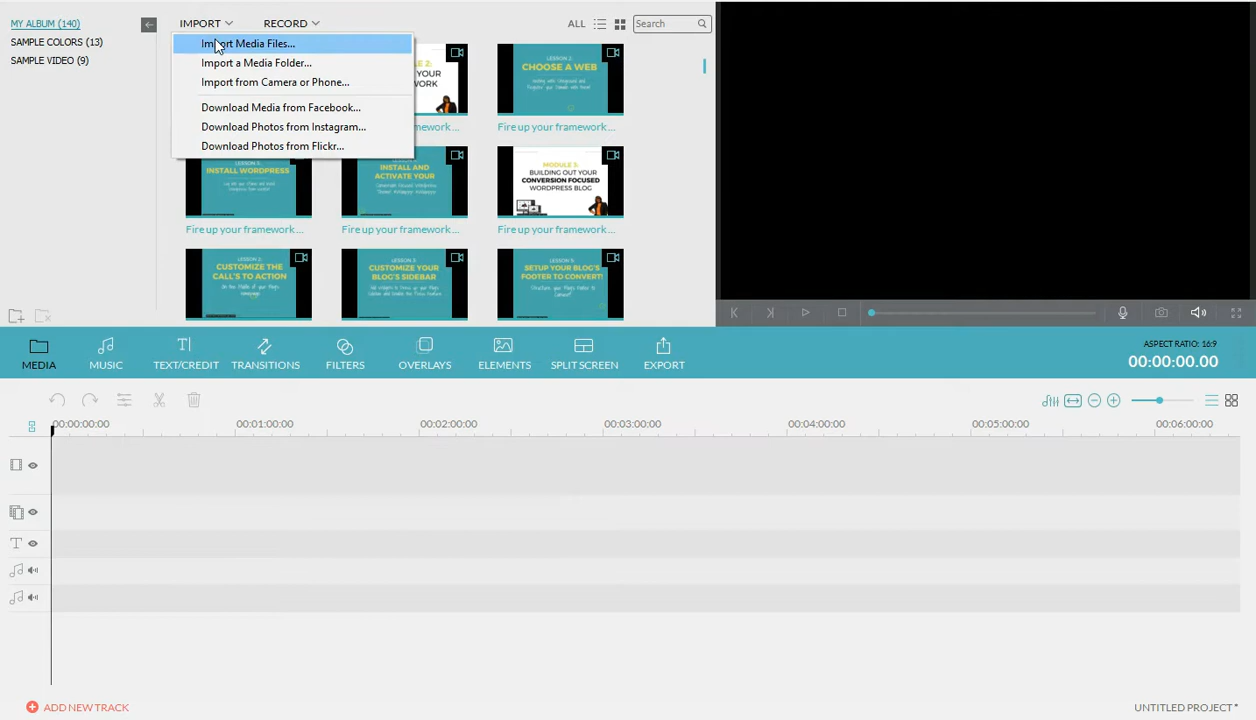 MY ALBUM (140)
SAMPLE COLORS (13)
SAMPLE VIDEO (9)
IMPORT
RECORD
ALL
Search
Import Media Files...
Import a Media Folder...
Import from Camera or Phone...
Download Media from Facebook...
Download Photos from Instagram...
Download Photos from Flickr...
CHOOSE A WEB
framework...
Fire up your framework...
INSTALL WORDPRESS
INSTALL AND
ACTIVATE YOUR
MODULE 3:
BUILDING OUT YOUR
CONVERSION FOCUSED
WORDPRESS BLOG
Fire up your framework...
Fire up your framework...
Fire up your framework...
LESSON 2:
CUSTOMIZE THE
CALL'S TO ACTION
LESSON 3:
CUSTOMIZE YOUR
BLOG'S SIDEBAR
SETUP YOUR BLOG'S
FOOTER TO CONVERT!
MEDIA
MUSIC
TEXT/CREDIT
TRANSITIONS
FILTERS
OVERLAYS
ELEMENTS
SPLIT SCREEN
EXPORT
ASPECT RATIO: 16:9
00:00:00.00
00:00:00:00
00:01:00:00
00:02:00:00
00:03:00:00
00:04:00:00
00:05:00:00
00:06:00:00
ADD NEW TRACK
UNTITLED PROJECT *